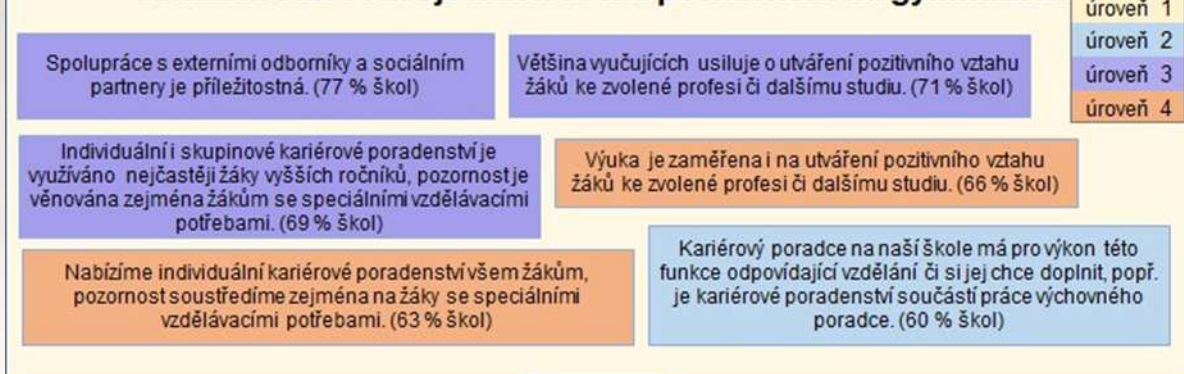 úroveň 1
úroveň 2
úroveň 3
úroveň 4
Spolupráce s externími odborníky a sociálním
partnery je příležitostná. (77 % škol)
Většina vyučujících usiluje o utváření pozitivního vztahu
žáků ke zvolené profesi či dalšímu studiu. (71 % škol)
Individuální i skupinové kariérové poradenství je
využíváno nejčastěji žáky vyšších ročníků, pozornost je
věnována zejména žákům se speciálními vzdělávacími
potřebami. (69 % škol)
Výuka je zaměřena i na utváření pozitivního vztahu
žáků ke zvolené profesi či dalšímu studiu. (66 % škol)
Nabízíme individuální kariérové poradenství všem žákům,
pozornost soustředíme zejména na žáky se speciálními
vzdělávacími potřebami. (63 % škol)
Kariérový poradce na naší škole má pro výkon této
funkce odpovídající vzdělání či si jej chce doplnit, popř.
je kariérové poradenství součástí práce výchovného
poradce. (60 % škol)